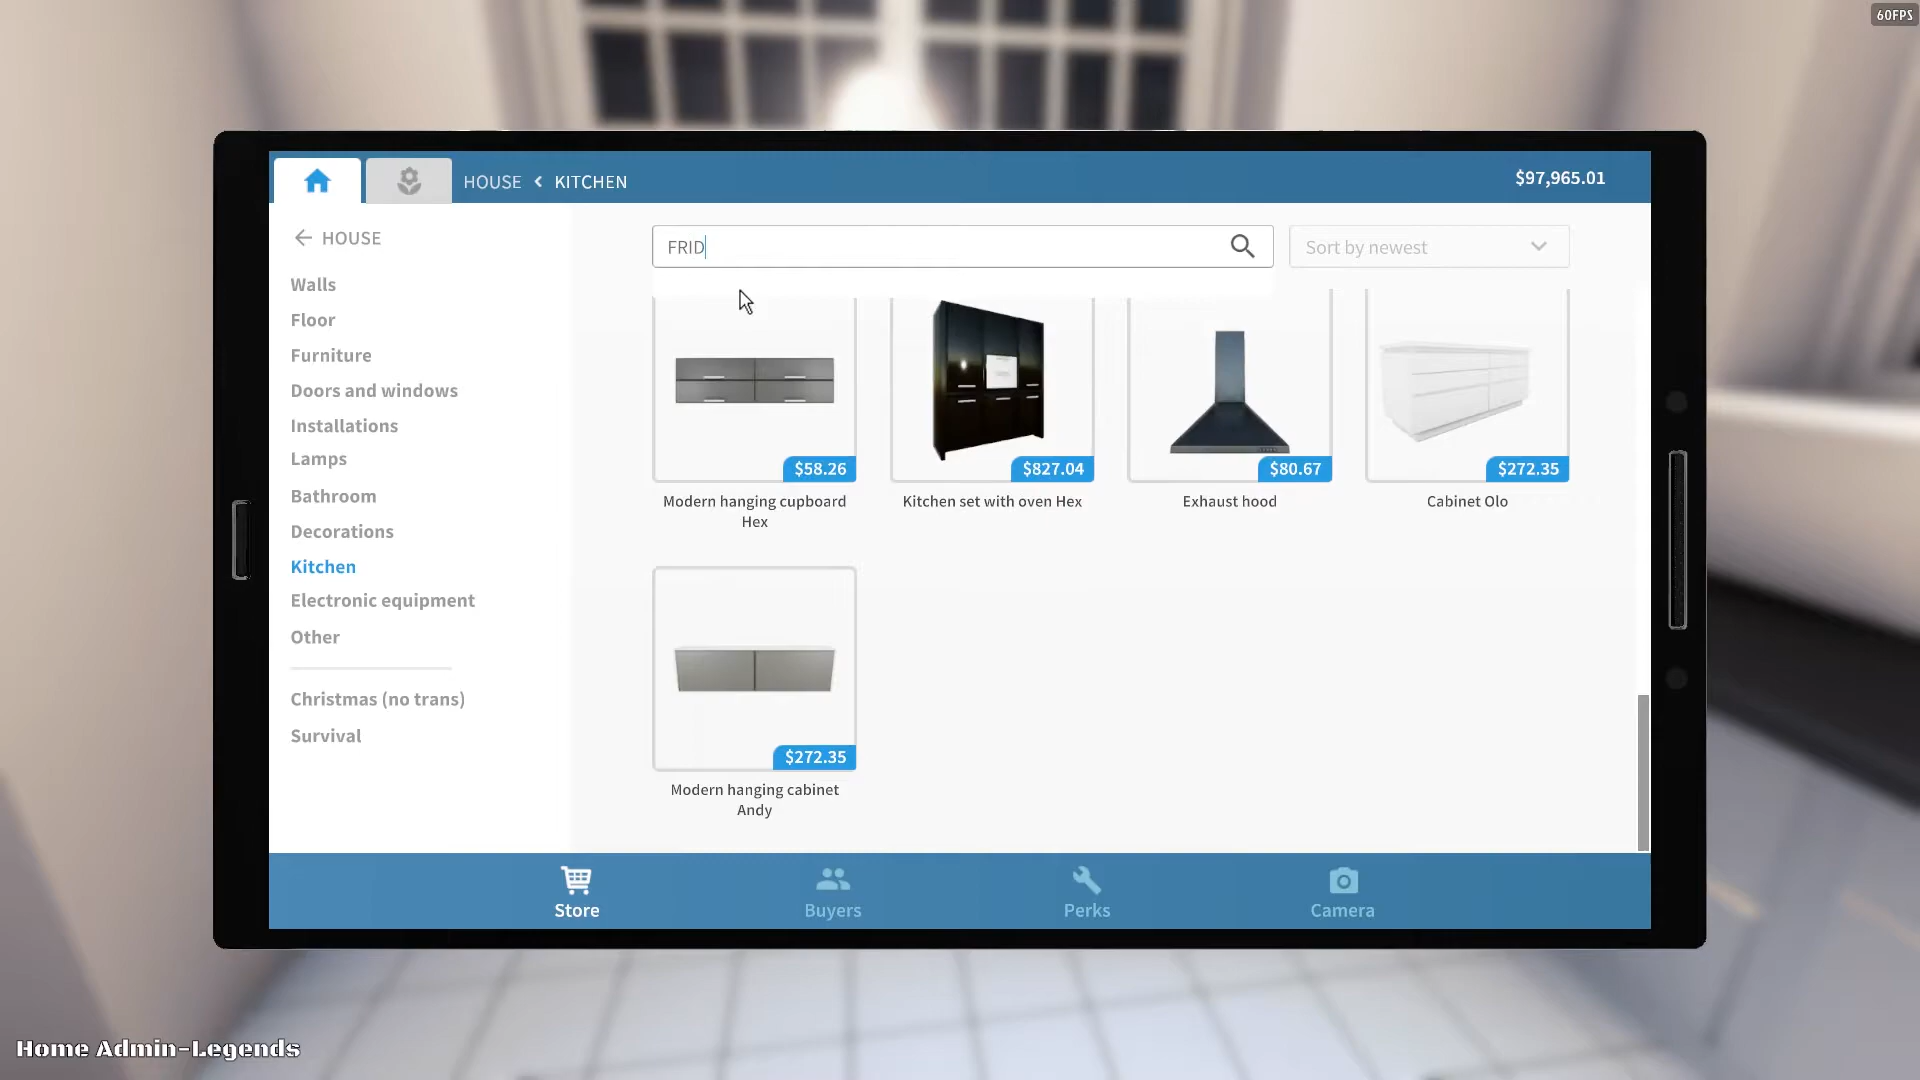 60FPS
HOUSE < KITCHEN
$97,965.01
HOUSE
FRID
Sort by newest
Walls
Floor
Furniture
Doors and windows
Installations
Lamps
Bathroom
Decorations
Kitchen
Electronic equipment
Other
Christmas (no trans)
Survival
$58.26
$827.04
$80.67
$272.35
Modern hanging cupboard
Hex
Kitchen set with oven Hex
Exhaust hood
Cabinet Olo
$272.35
Modern hanging cabinet
Andy
Store
Buyers
Perks
Camera
Home Admin-Legends